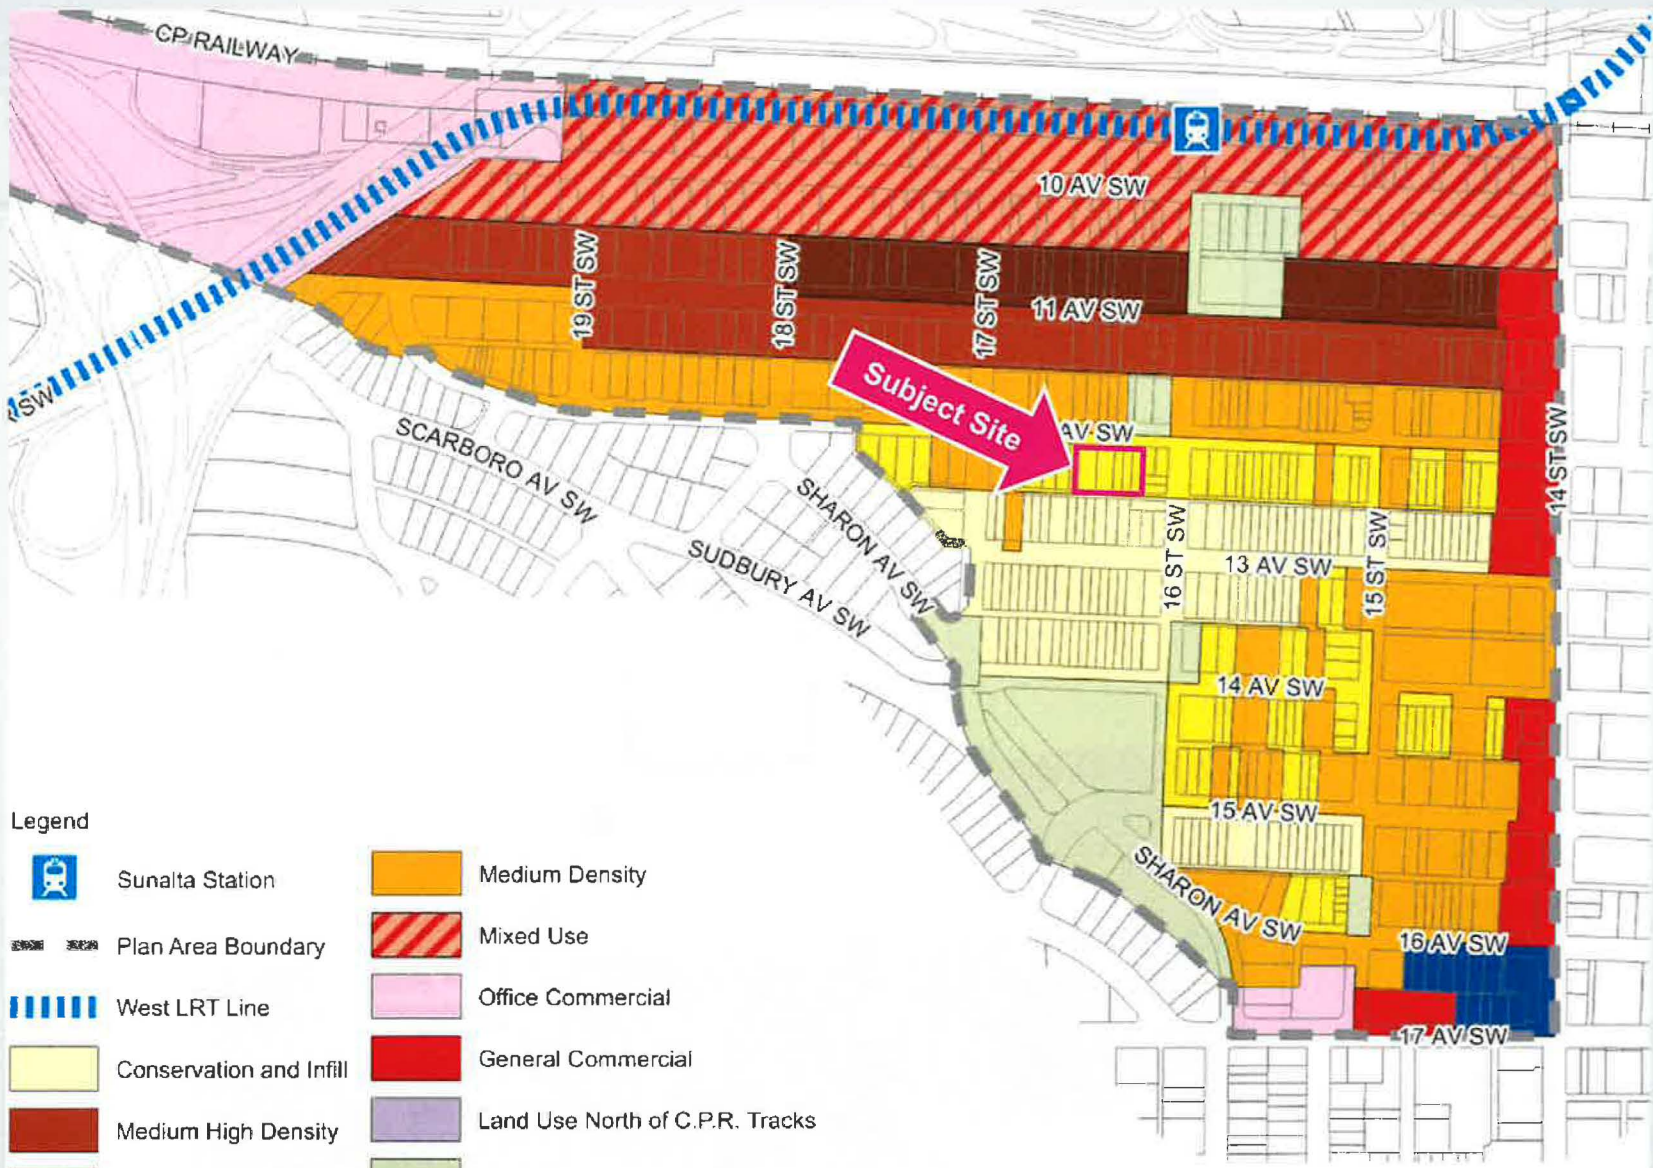 CP RAILWAY
10 AV SW
19 ST SW
18 ST SW
17 ST SW
11 AV SW
Subject Site
AV SW
SW
SCARBORO AV SW
SHARON AV SW
SUDBURY AV SW
14 ST SW
16 ST SW
15 ST SW
13 AV SW
14 AV SW
15 AV SW
SHARON AV SW
16 AV SW
17 AV SW
Legend
Sunalta Station
Plan Area Boundary
West LRT Line
Conservation and Infill
Medium High Density
Medium Density
Mixed Use
Office Commercial
General Commercial
Land Use North of C.P.R. Tracks